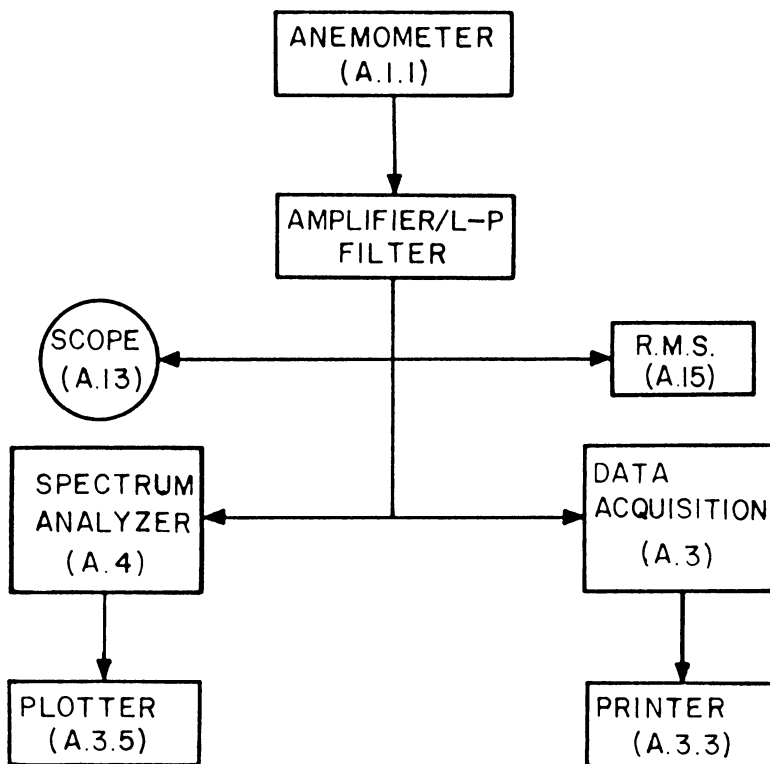 ANEMOMETER
(A.1.1)
AMPLIFIER/L-P
FILTER
SCOPE
(A.13)
R.M.S.
(A.15)
SPECTRUM
ANALYZER
(A.4)
DATA
ACQUISITION
(A.3)
PLOTTER
(A.3.5)
PRINTER
(A.3.3)